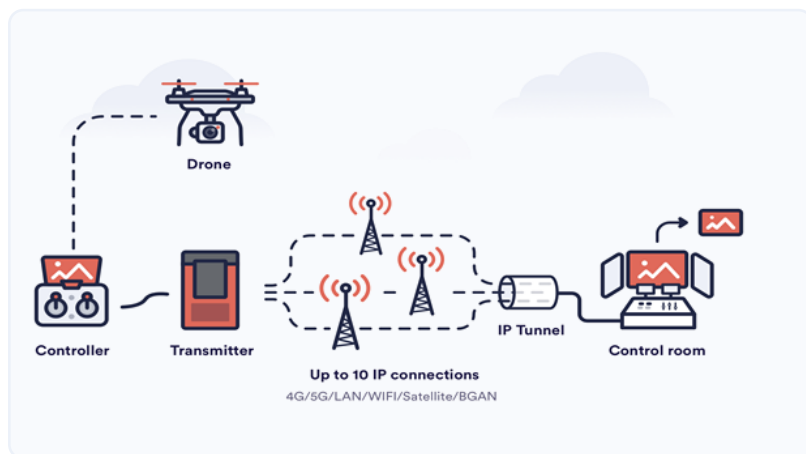 Drone
Controller
Transmitter
IP Tunnel
Control room
Up to 10 IP connections
4G/5G/LAN/WIFI/Satellite/BGAN